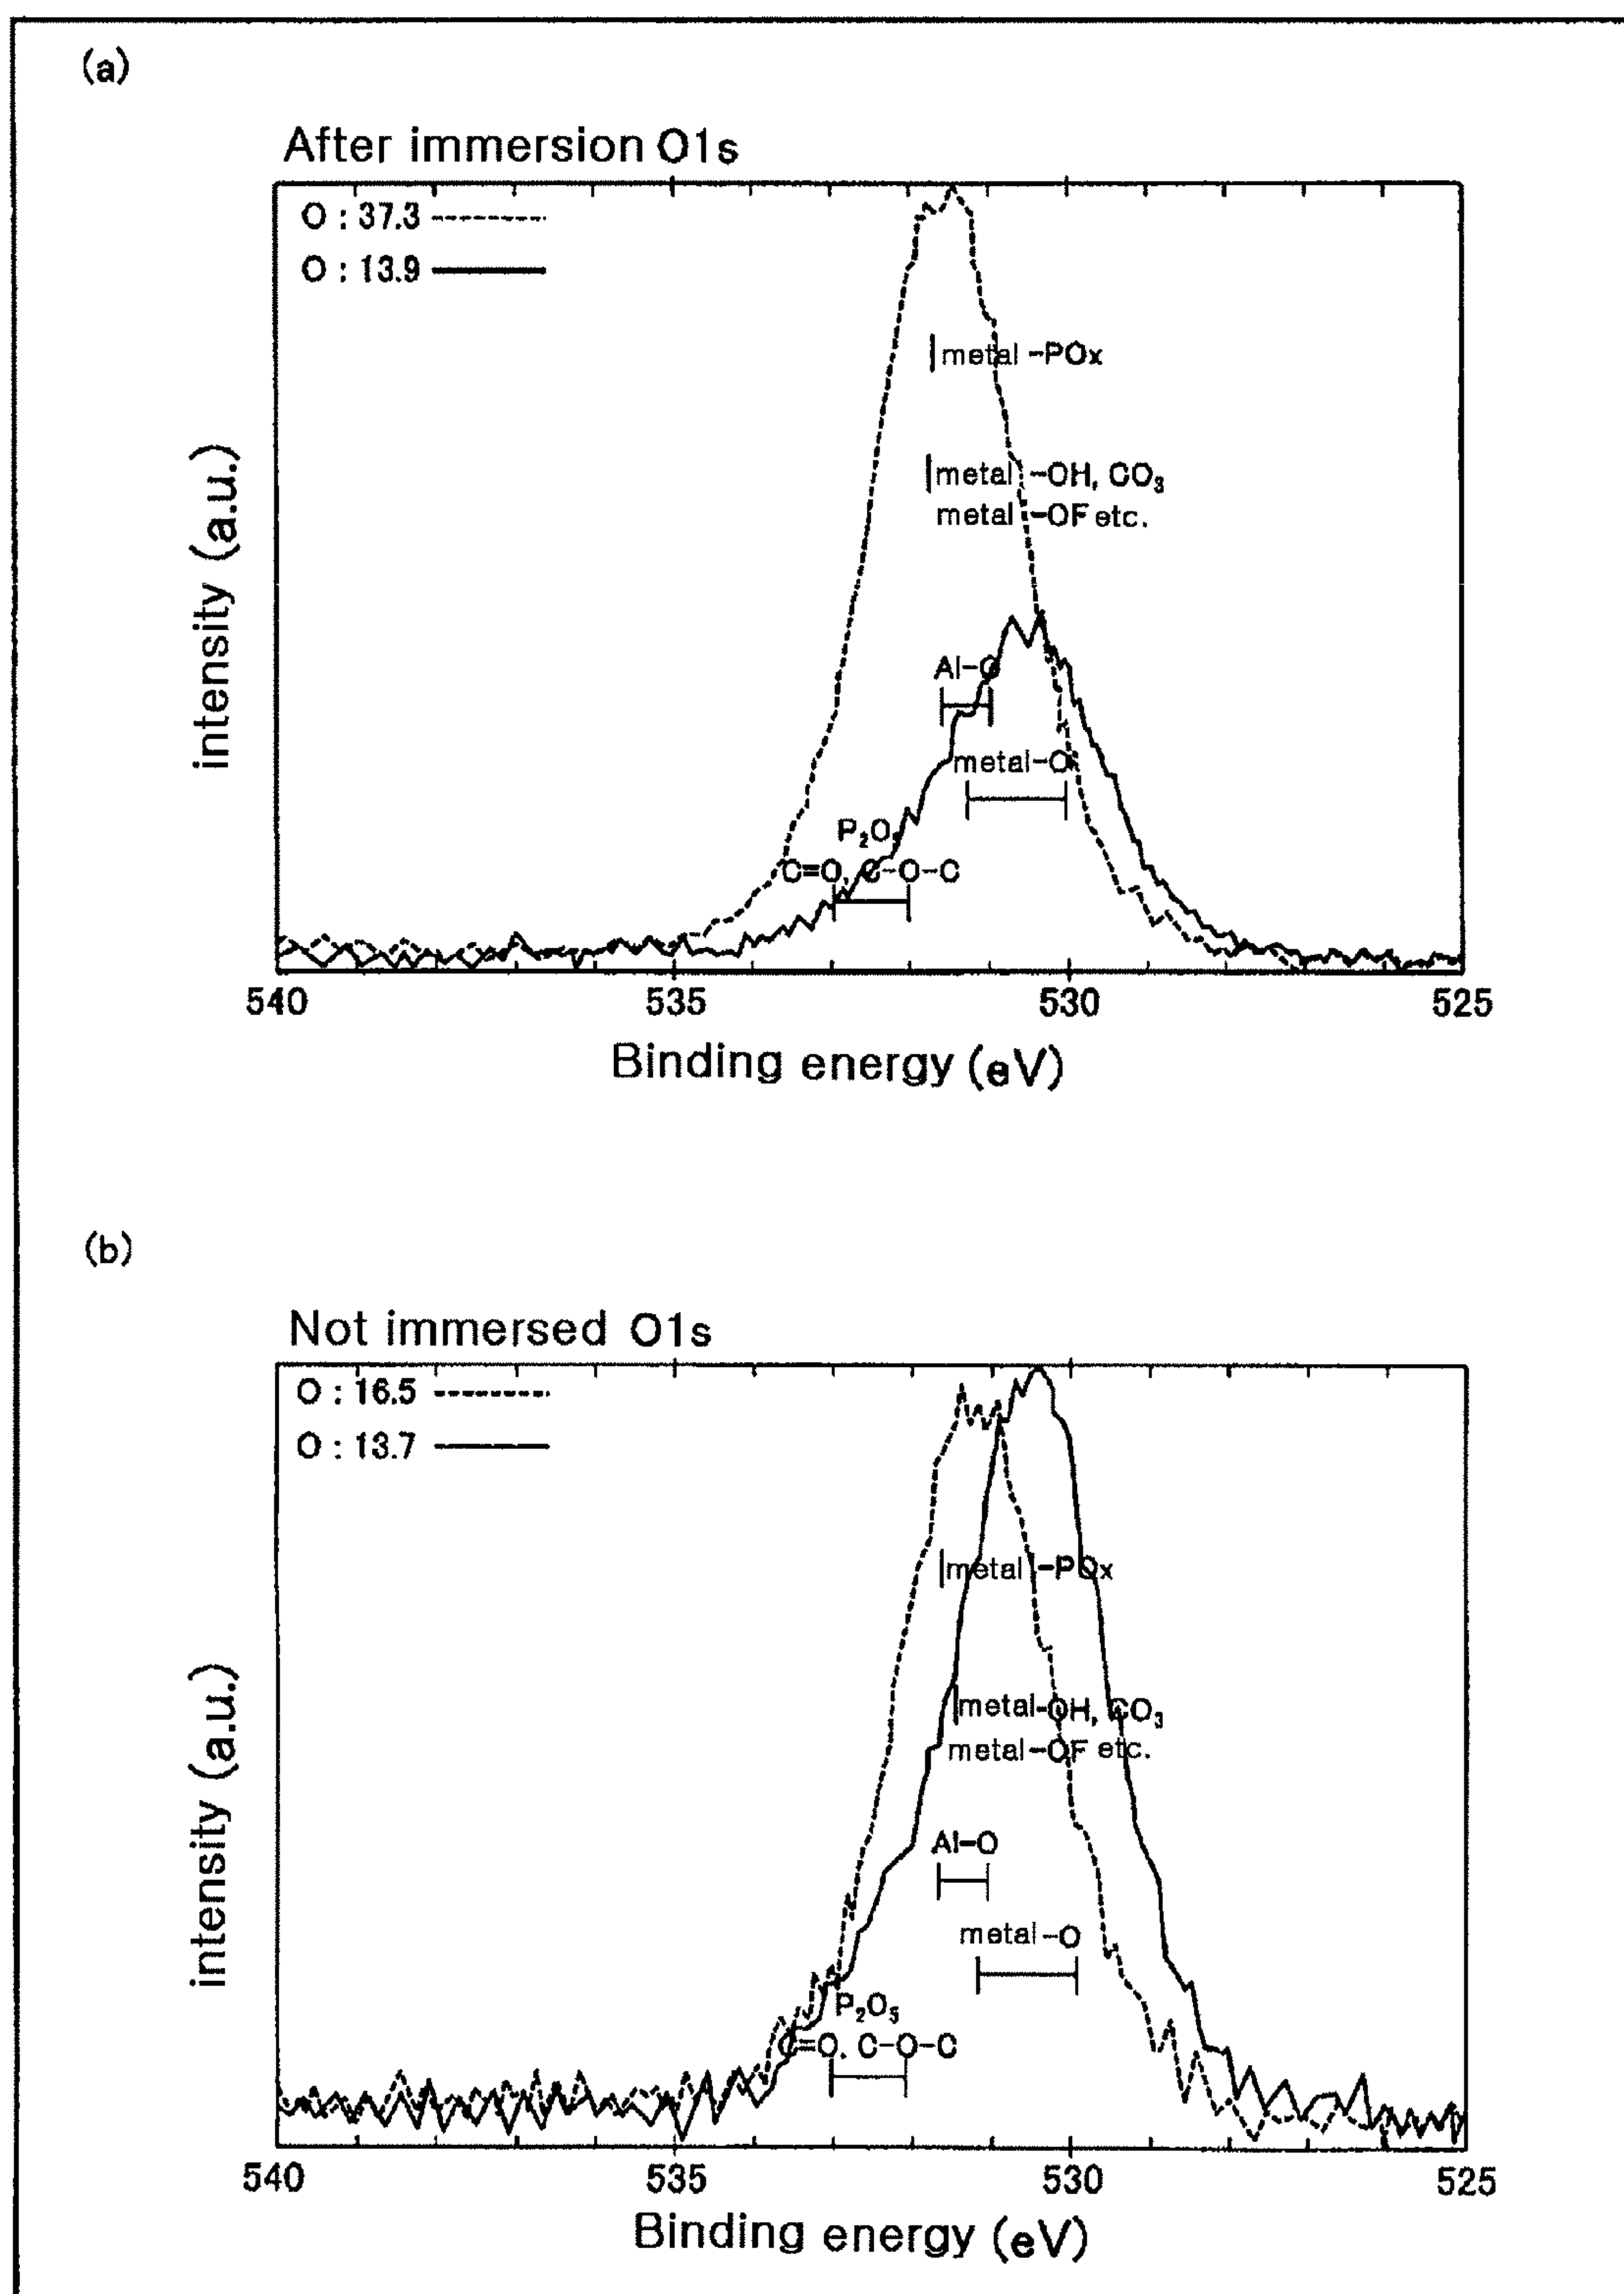 (a)
After immersion O1s
O : 37.3
O : 13.9
metal -POx
metal -OH, CO₃
metal -OF etc.
Al-O
metal-O
P₂O
C=O, C-O-C
intensity (a.u.)
540 535 530 525
Binding energy (eV)
(b)
Not immersed O1s
O : 16.5
O : 13.7
metal -POx
metal-OH, CO₃
metal-OF etc.
Al-O
metal-O
P₂O₅
C=O, C-O-C
intensity (a.u.)
540 535 530 525
Binding energy (eV)